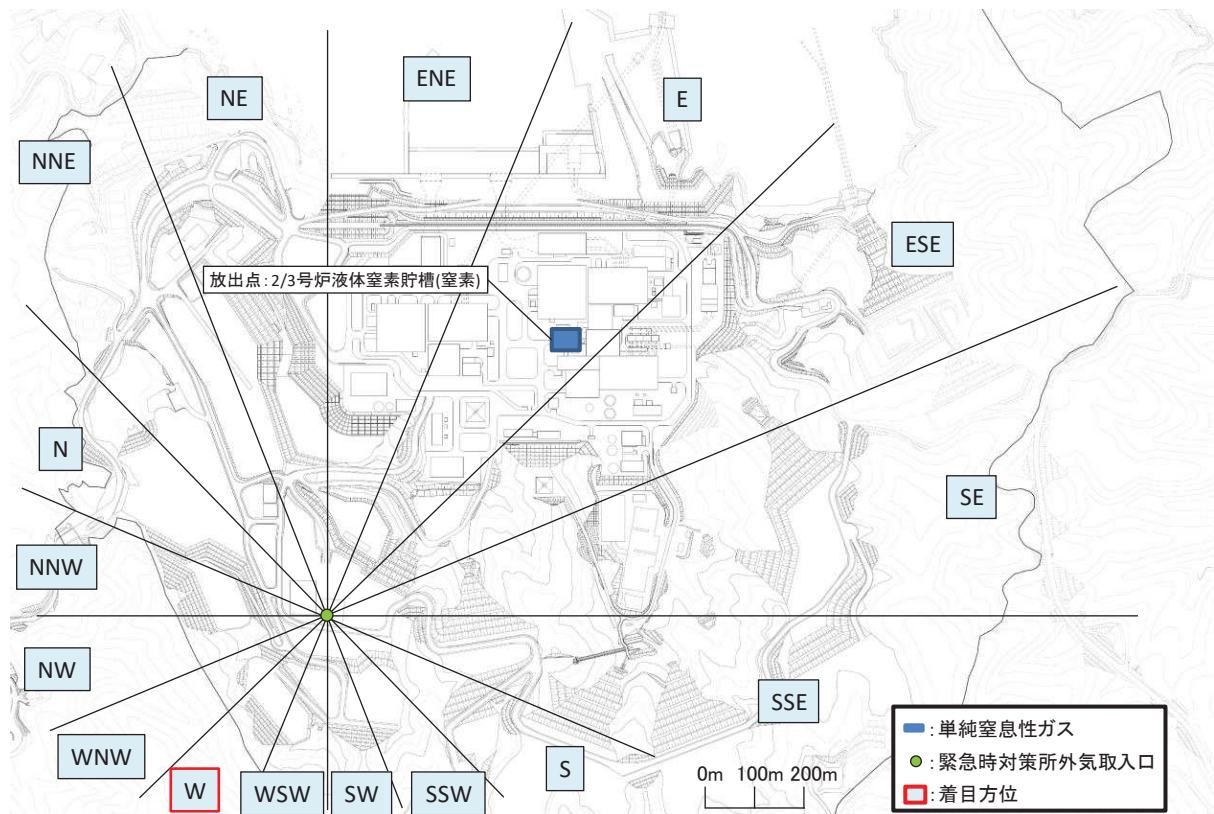 ENE
NE
E
NNE
ESE
放出点：2/3号炉液体窒素貯槽(窒素)
N
SE
NNW
NW
SSE
WNW
S
W
WSW
SW
SSW
0m 100m 200m
：単純窒息性ガス
：緊急時対策所外気取入口
：着目方位